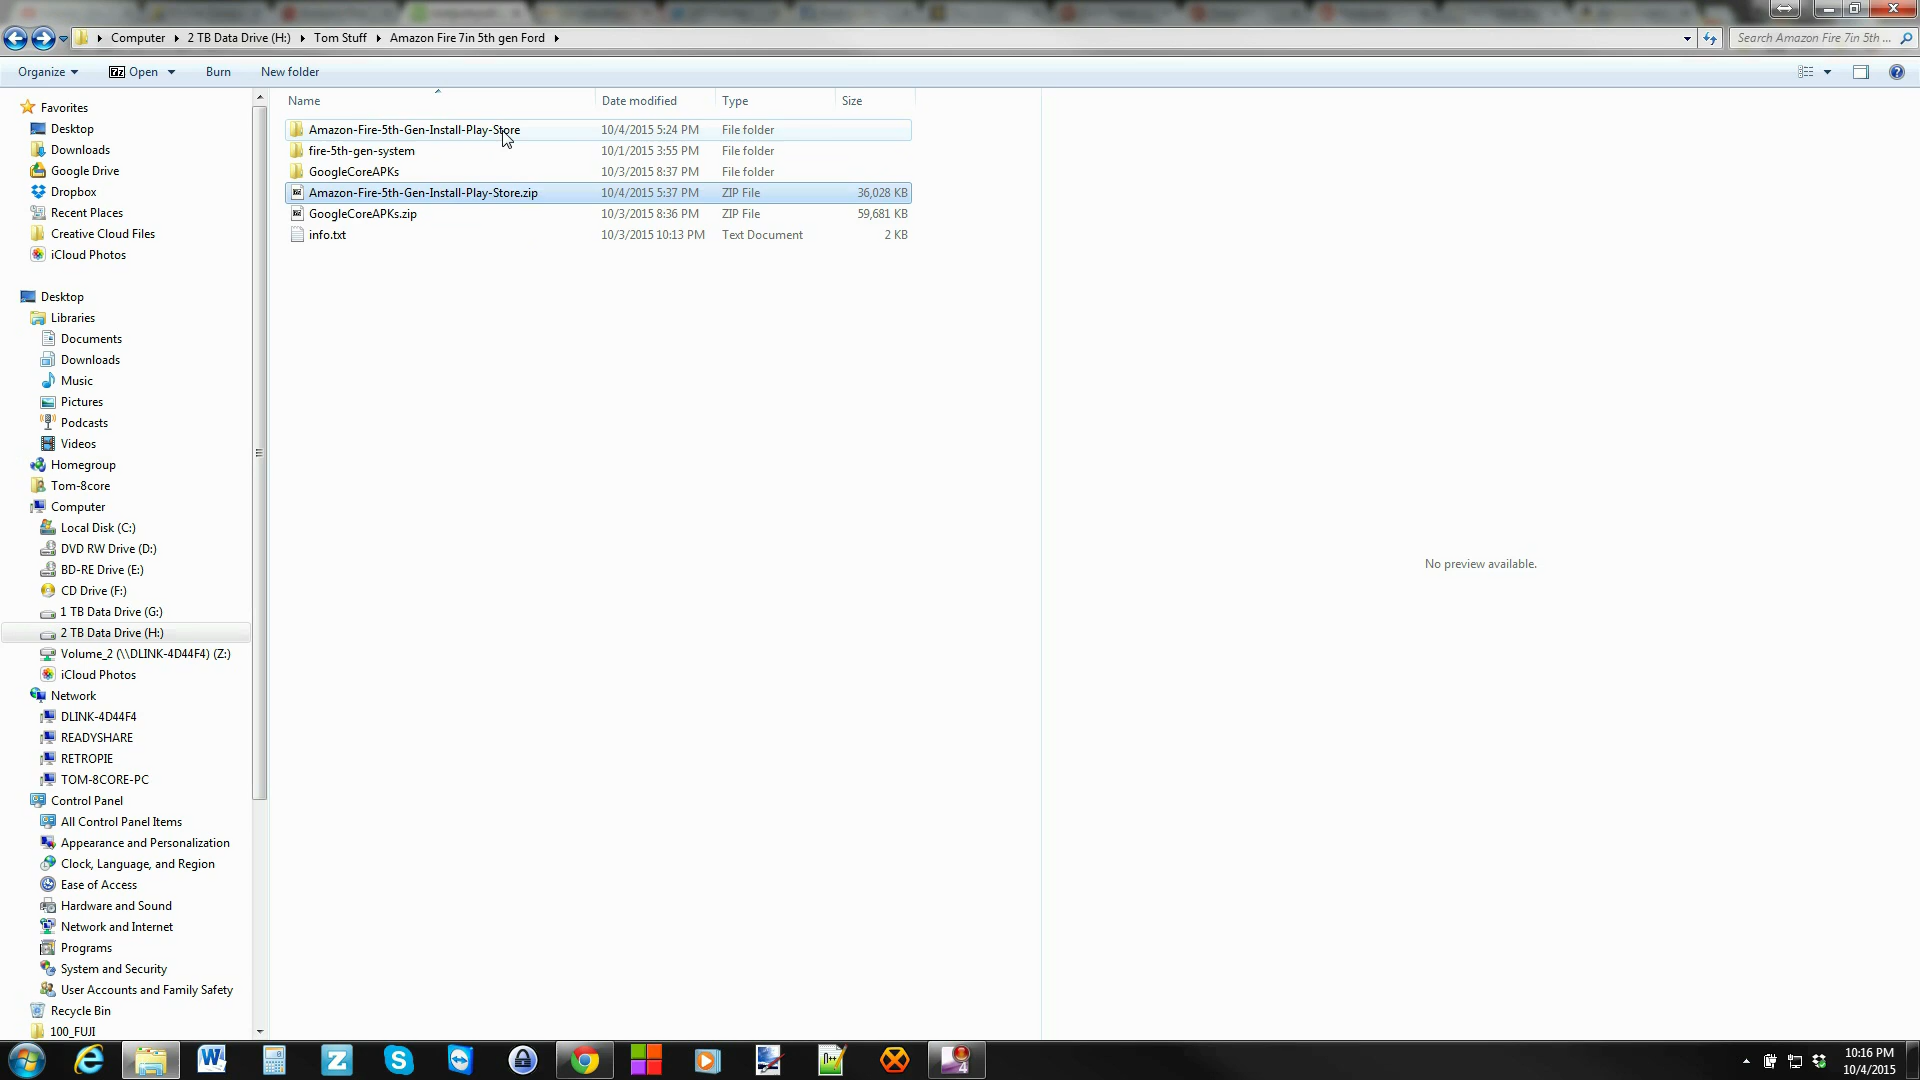 Computer 2 TB Data Drive (H:) Tom Stuff Amazon Fire 7in 5th gen Ford
Search Amazon Fire 7in 5th ...
Organize Open Burn New folder
Name Date modified Type Size
Amazon-Fire-5th-Gen-Install-Play-Store 10/4/2015 5:24 PM File folder
fire-5th-gen-system 10/1/2015 3:55 PM File folder
GoogleCoreAPKs 10/3/2015 8:37 PM File folder
Amazon-Fire-5th-Gen-Install-Play-Store.zip 10/4/2015 5:37 PM ZIP File 36,028 KB
GoogleCoreAPKs.zip 10/3/2015 8:36 PM ZIP File 59,681 KB
info.txt 10/3/2015 10:13 PM Text Document 2 KB
Favorites
Desktop
Downloads
Google Drive
Dropbox
Recent Places
Creative Cloud Files
iCloud Photos
Desktop
Libraries
Documents
Downloads
Music
Pictures
Podcasts
Videos
Homegroup
Tom-8core
Computer
Local Disk (C:)
DVD RW Drive (D:)
BD-RE Drive (E:)
CD Drive (F:)
1 TB Data Drive (G:)
2 TB Data Drive (H:)
Volume_2 (\\DLINK-4D44F4) (Z:)
iCloud Photos
Network
DLINK-4D44F4
READYSHARE
RETROPIE
TOM-8CORE-PC
Control Panel
All Control Panel Items
Appearance and Personalization
Clock, Language, and Region
Ease of Access
Hardware and Sound
Network and Internet
Programs
System and Security
User Accounts and Family Safety
Recycle Bin
100_FUJI
No preview available.
10:16 PM
10/4/2015